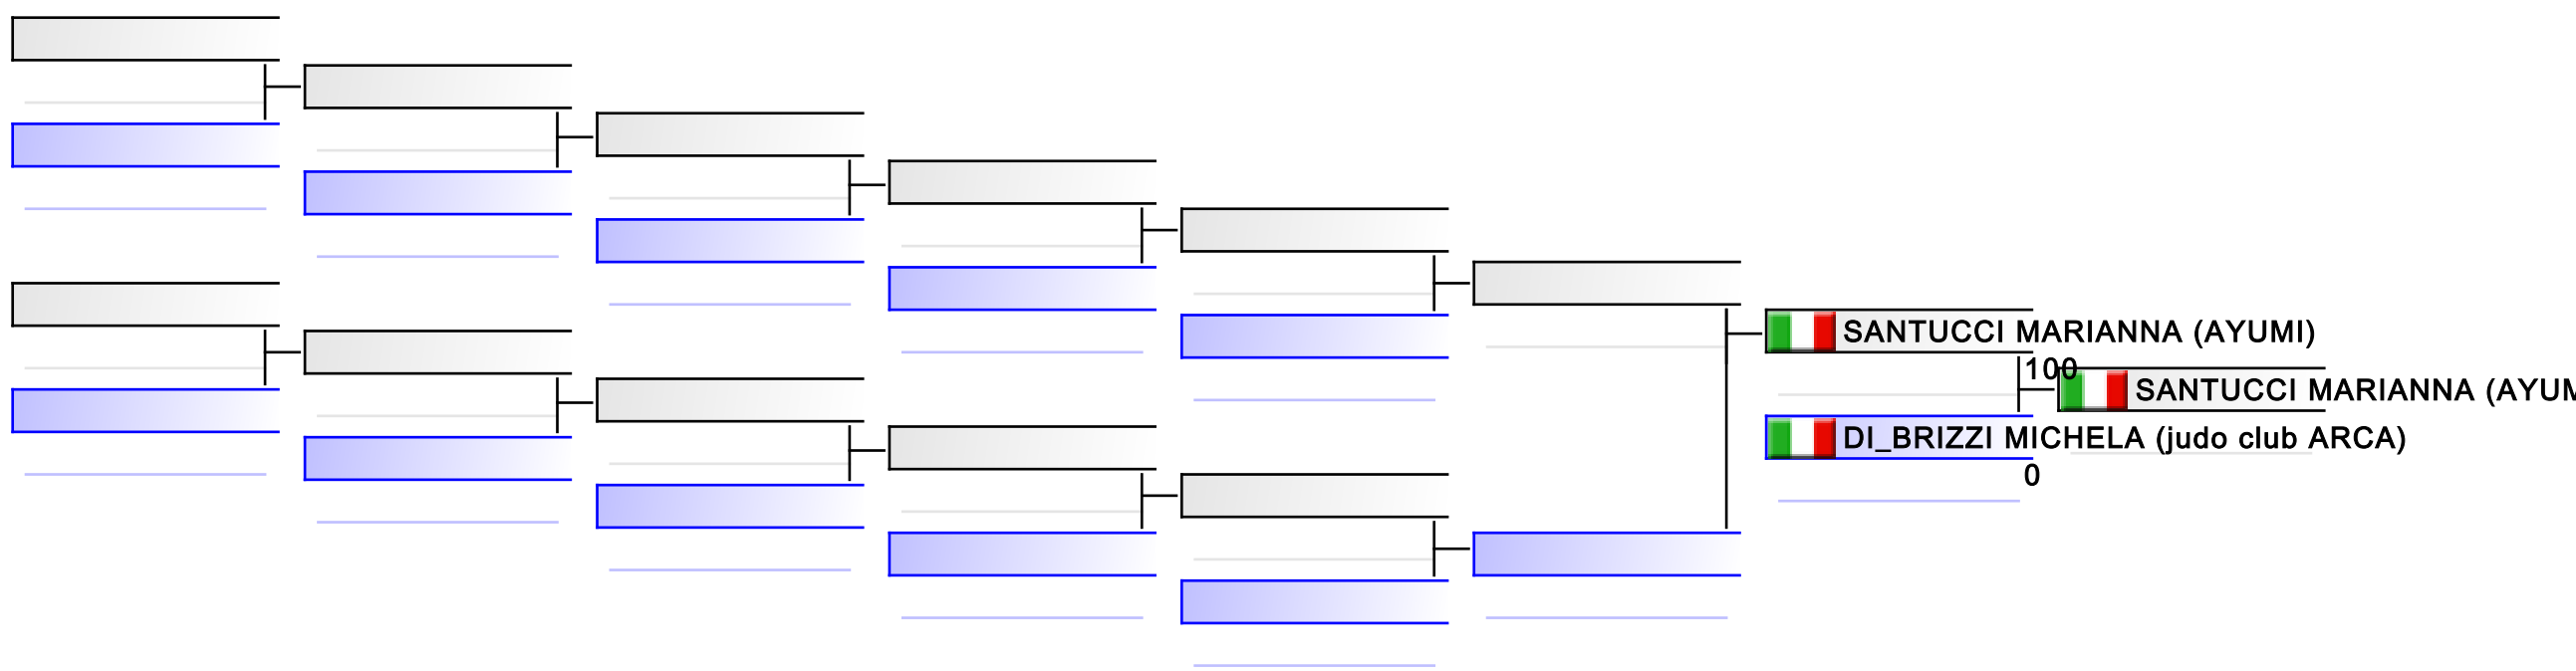 SANTUCCI MARIANNA (AYUMI)
100
SANTUCCI MARIANNA (AYUM
DI_BRIZZI MICHELA (judo club ARCA)
0